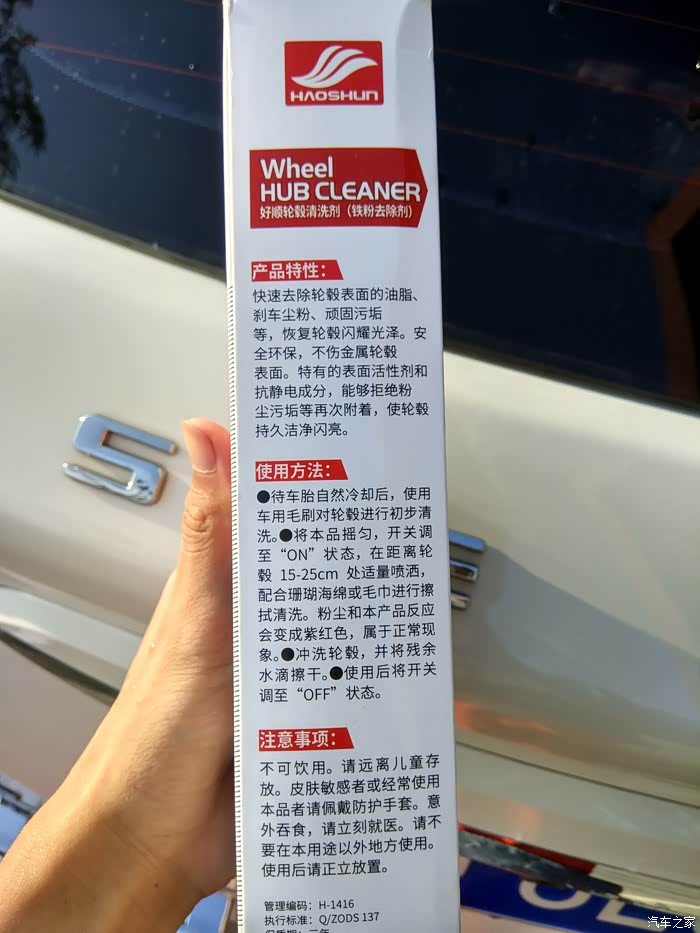 HAOSHUN
Wheel
HUB CLEANER
好顺轮毂清洗剂（铁粉去除剂）
产品特性：
快速去除轮毂表面的油脂、
刹车尘粉、顽固污垢
等，恢复轮毂闪耀光泽。安
全环保，不伤金属轮毂
表面。特有的表面活性剂和
抗静电成分，能够拒绝粉
尘污垢等再次附着，使轮毂
持久洁净闪亮。
使用方法：
●待车胎自然冷却后，使用
车用毛刷对轮毂进行初步清
洗。●将本品摇匀，开关调
至“ON”状态，在距离轮
毂 15-25cm 处适量喷洒，
配合珊瑚海绵或毛巾进行擦
拭清洗。粉尘和本产品反应
会变成紫红色，属于正常现
象。●冲洗轮毂，并将残余
水滴擦干。●使用后将开关
调至“OFF”状态。
注意事项：
不可饮用。请远离儿童存
放。皮肤敏感者或经常使用
本品者请佩戴防护手套。意
外吞食，请立刻就医。请不
要在本用途以外地方使用。
使用后请正立放置。
管理编码：H-1416
执行标准：Q/ZODS 137
S
汽车之家